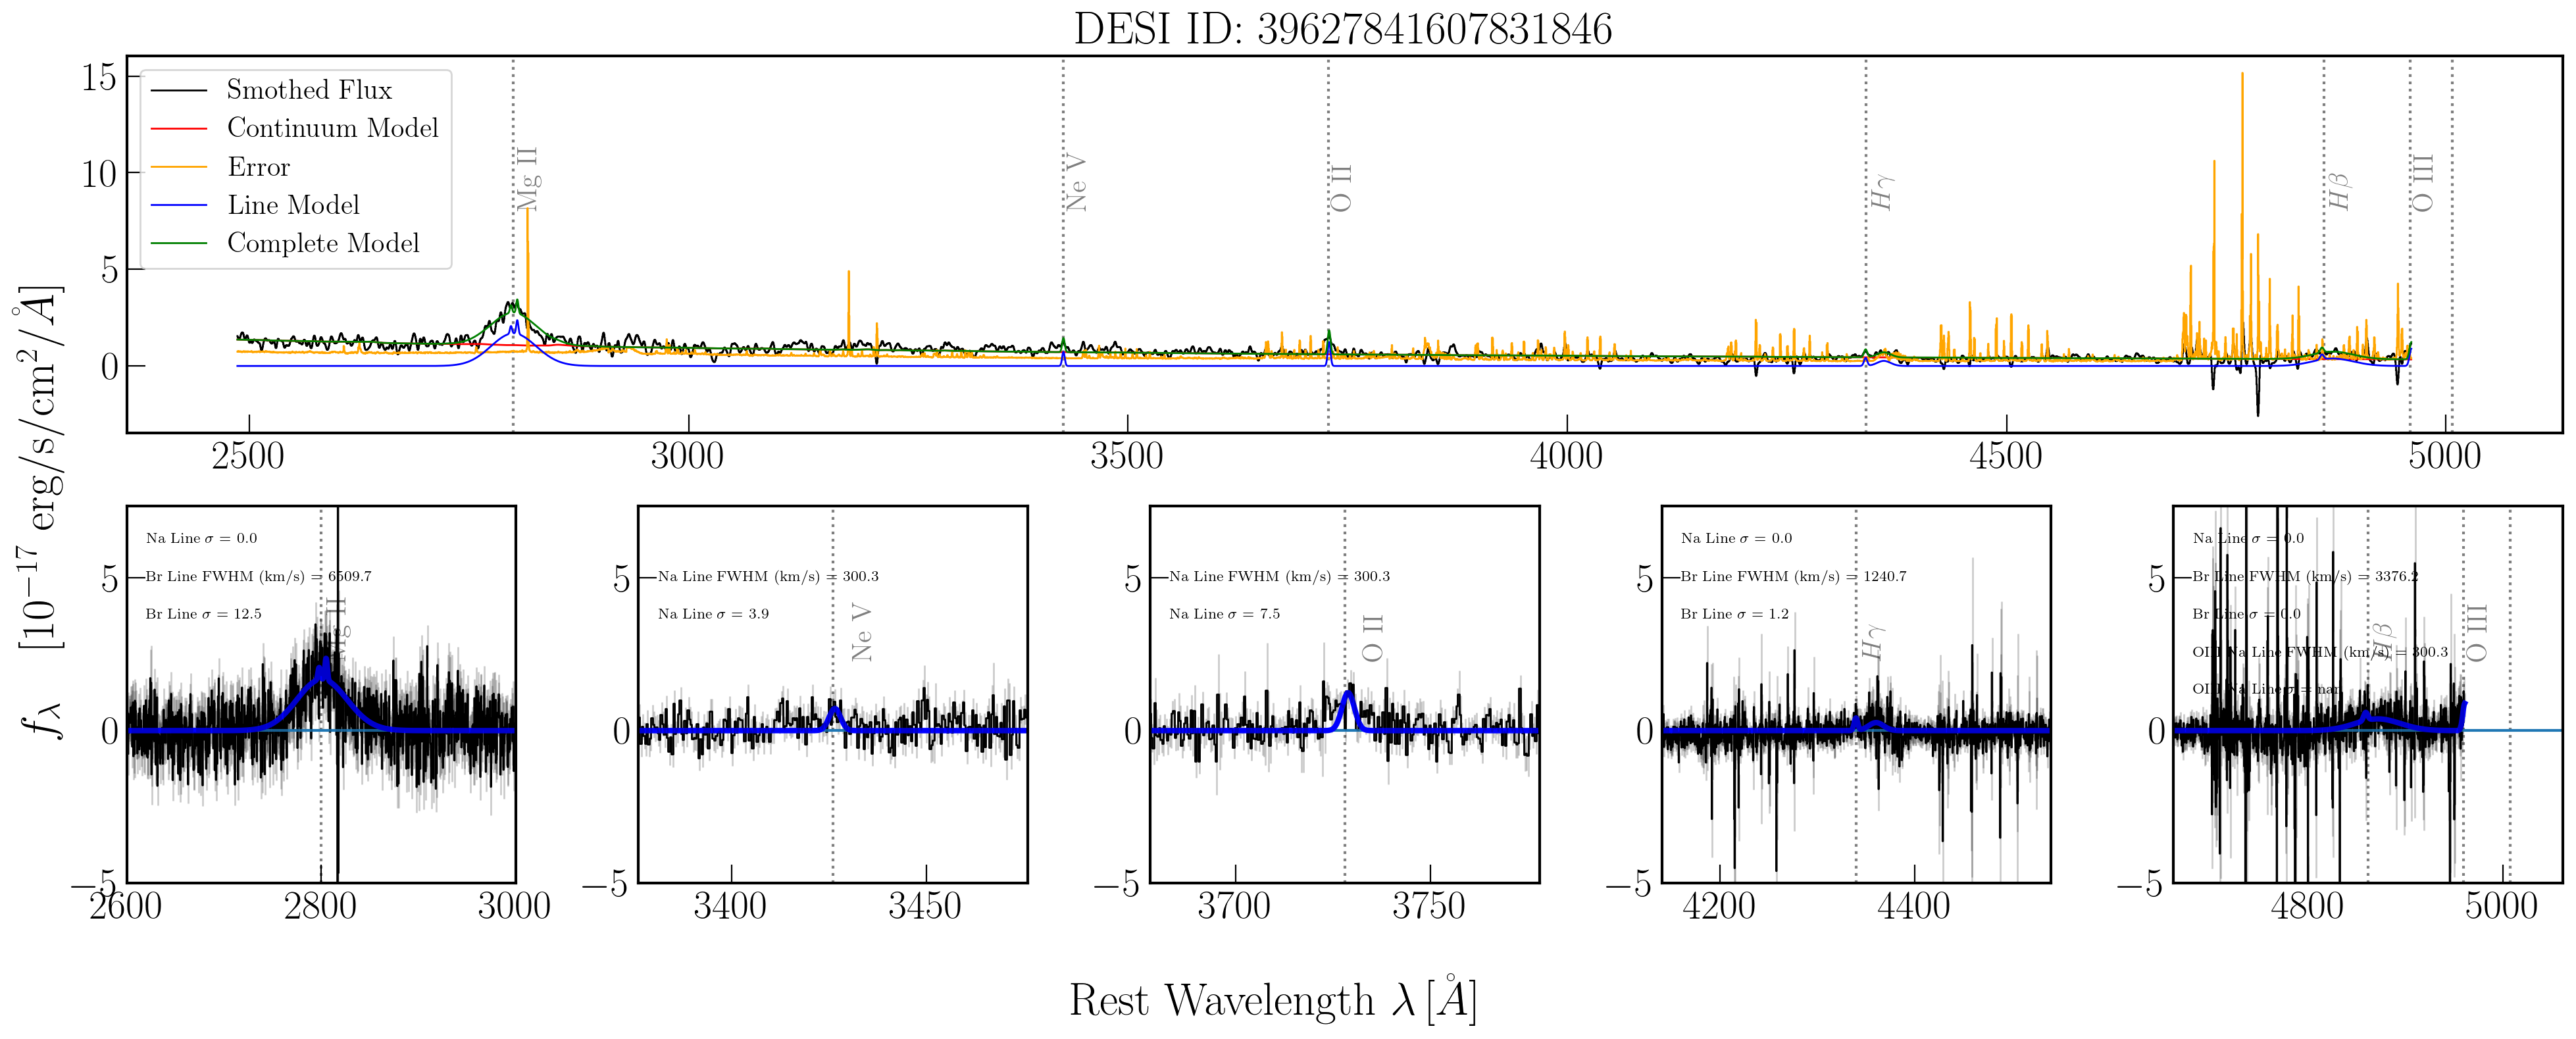 DESI ID: 39627841607831846
15
10
5
0
Smothed Flux
Continuum Model
Error
Line Model
Complete Model
Mg II
Ne V
O II
Hγ
Hβ
O III
2500
3000
3500
4000
4500
5000
f_λ [10^{-17} erg/s/cm^2/Å]
5
0
−5
Na Line σ = 0.0
Br Line FWHM (km/s) = 6509.7
Br Line σ = 12.5
Mg II
2600
2800
3000
5
0
−5
Na Line FWHM (km/s) = 300.3
Na Line σ = 3.9
Ne V
3400
3450
5
0
−5
Na Line FWHM (km/s) = 300.3
Na Line σ = 7.5
O II
3700
3750
5
0
−5
Na Line σ = 0.0
Br Line FWHM (km/s) = 1240.7
Br Line σ = 1.2
Hγ
4200
4400
5
0
−5
Na Line σ = 0.0
Br Line FWHM (km/s) = 3376.2
Br Line σ = 0.0
OIII Na Line FWHM (km/s) = 300.3
OIII Na Line σ = nan
Hβ
O III
4800
5000
Rest Wavelength λ [Å]